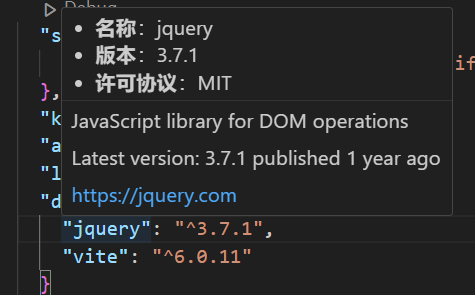 Debug
"s
• 名称：jquery
• 版本：3.7.1
• 许可协议：MIT
if
},
JavaScript library for DOM operations
"k
"a
Latest version: 3.7.1 published 1 year ago
"l
https://jquery.com
"d
"jquery": "^3.7.1",
"vite": "^6.0.11"
}